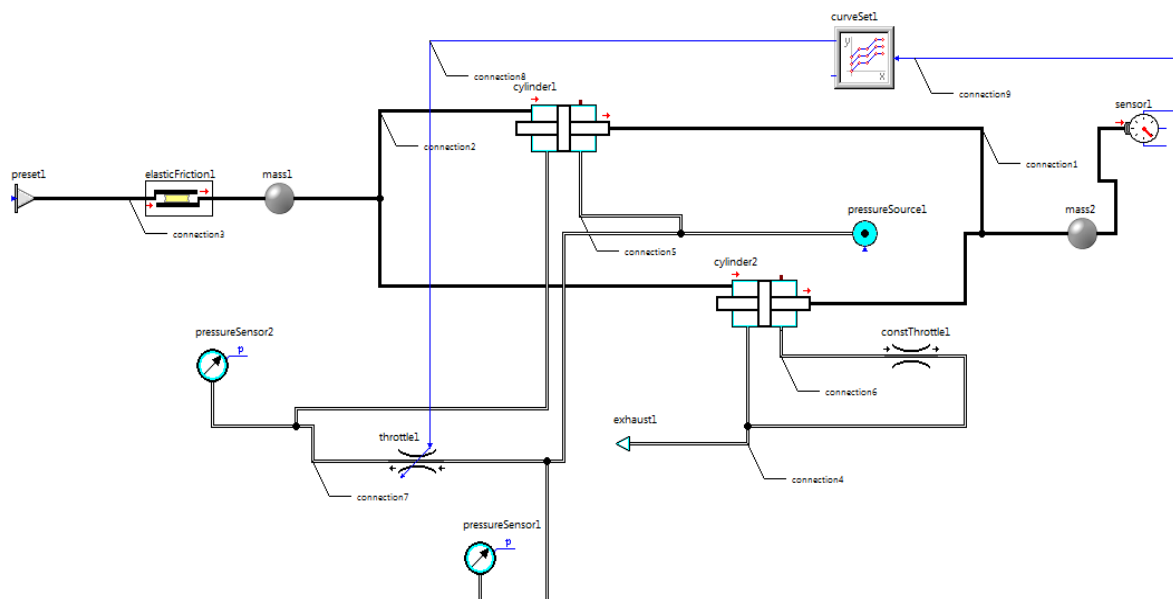 curveSet1
y
x
connection8
cylinder1
connection9
sensor1
connection2
connection1
preset1
elasticFriction1
mass1
connection3
pressureSource1
mass2
connection5
cylinder2
pressureSensor2
p
constThrottle1
connection6
exhaust1
throttle1
connection4
connection7
pressureSensor1
p